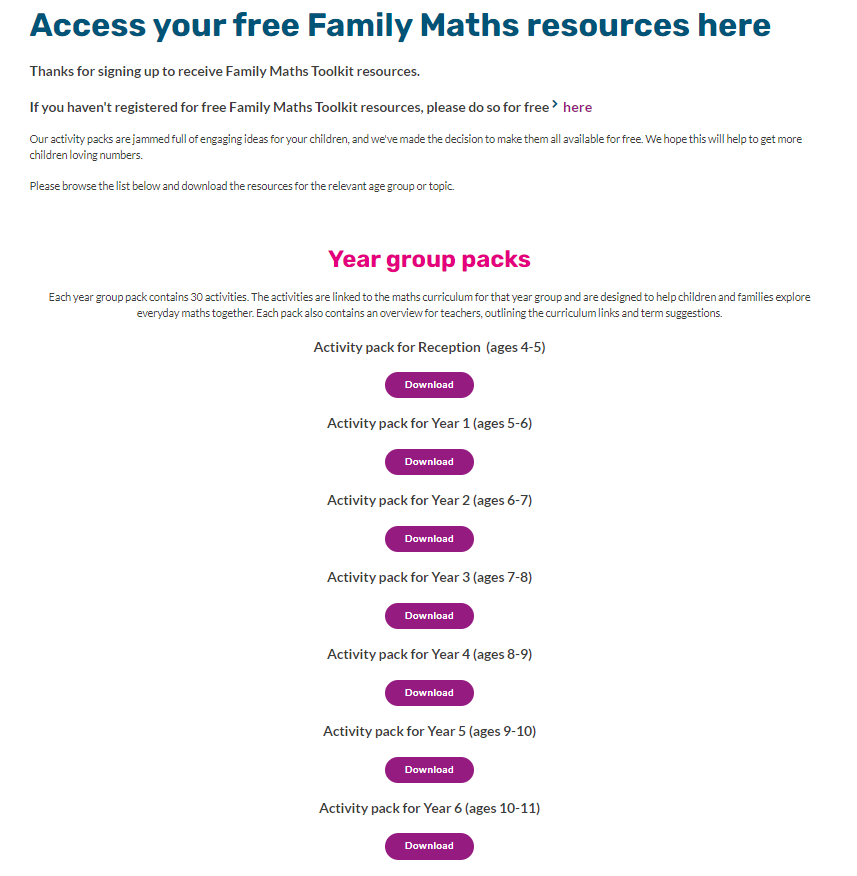 Access your free Family Maths resources here
Thanks for signing up to receive Family Maths Toolkit resources.
If you haven't registered for free Family Maths Toolkit resources, please do so for free here
Our activity packs are jammed full of engaging ideas for your children, and we've made the decision to make them all available for free. We hope this will help to get more
children loving numbers.
Please browse the list below and download the resources for the relevant age group or topic.
Year group packs
Each year group pack contains 30 activities. The activities are linked to the maths curriculum for that year group and are designed to help children and families explore
everyday maths together. Each pack also contains an overview for teachers, outlining the curriculum links and term suggestions.
Activity pack for Reception (ages 4-5)
Download
Activity pack for Year 1 (ages 5-6)
Download
Activity pack for Year 2 (ages 6-7)
Download
Activity pack for Year 3 (ages 7-8)
Download
Activity pack for Year 4 (ages 8-9)
Download
Activity pack for Year 5 (ages 9-10)
Download
Activity pack for Year 6 (ages 10-11)
Download